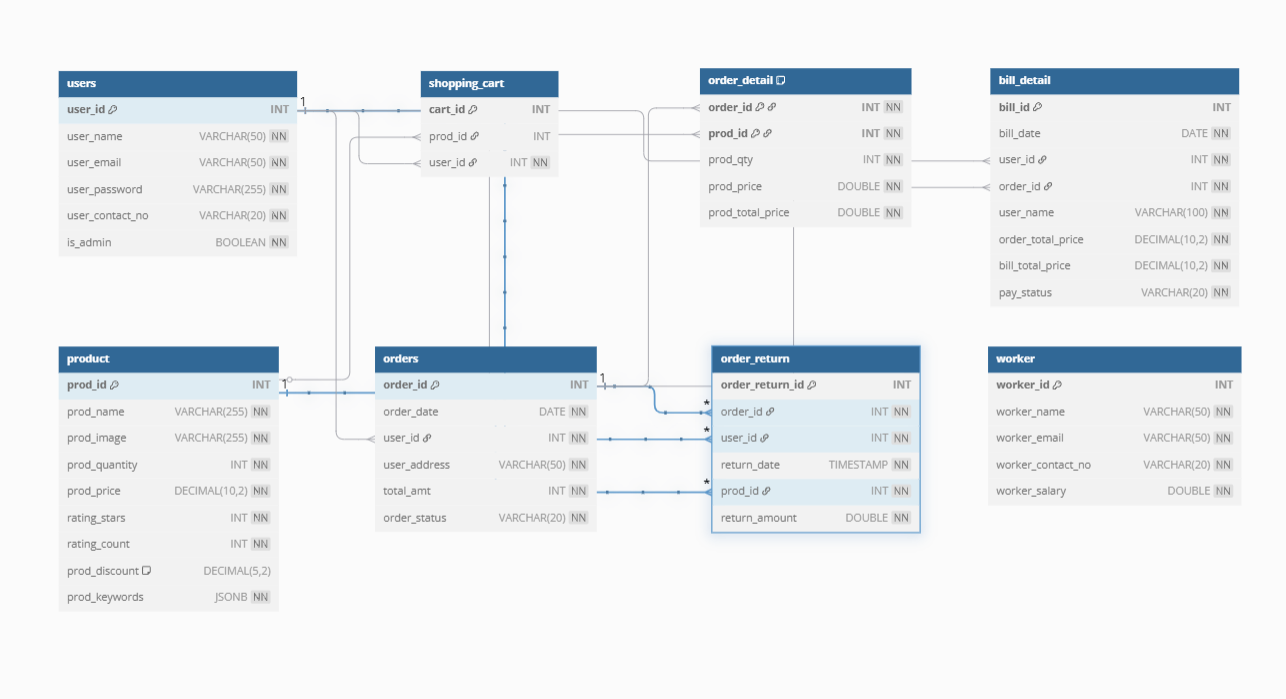 users
user_id INT
user_name VARCHAR(50) NN
user_email VARCHAR(50) NN
user_password VARCHAR(255) NN
user_contact_no VARCHAR(20) NN
is_admin BOOLEAN NN
1
shopping_cart
cart_id INT
prod_id INT
user_id INT NN
order_detail
order_id INT NN
prod_id INT NN
prod_qty INT NN
prod_price DOUBLE NN
prod_total_price DOUBLE NN
bill_detail
bill_id INT
bill_date DATE NN
user_id INT NN
order_id INT NN
user_name VARCHAR(100) NN
order_total_price DECIMAL(10,2) NN
bill_total_price DECIMAL(10,2) NN
pay_status VARCHAR(20) NN
product
prod_id INT
prod_name VARCHAR(255) NN
prod_image VARCHAR(255) NN
prod_quantity INT NN
prod_price DECIMAL(10,2) NN
rating_stars INT NN
rating_count INT NN
prod_discount DECIMAL(5,2)
prod_keywords JSONB NN
1
orders
order_id INT
order_date DATE NN
user_id INT NN
user_address VARCHAR(50) NN
total_amt INT NN
order_status VARCHAR(20) NN
1
*
*
*
order_return
order_return_id INT
order_id INT NN
user_id INT NN
return_date TIMESTAMP NN
prod_id INT NN
return_amount DOUBLE NN
worker
worker_id INT
worker_name VARCHAR(50) NN
worker_email VARCHAR(50) NN
worker_contact_no VARCHAR(20) NN
worker_salary DOUBLE NN